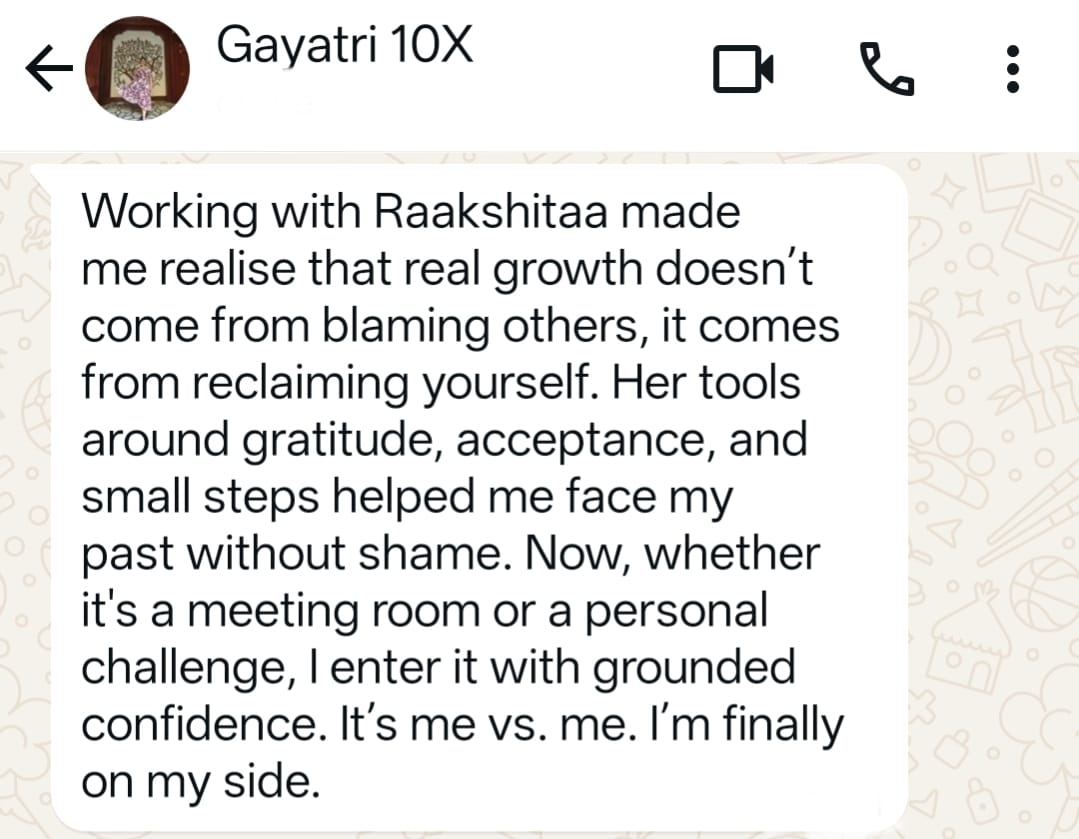 Gayatri 10X
Working with Raakshitaa made
me realise that real growth doesn’t
come from blaming others, it comes
from reclaiming yourself. Her tools
around gratitude, acceptance, and
small steps helped me face my
past without shame. Now, whether
it's a meeting room or a personal
challenge, I enter it with grounded
confidence. It’s me vs. me. I’m finally
on my side.